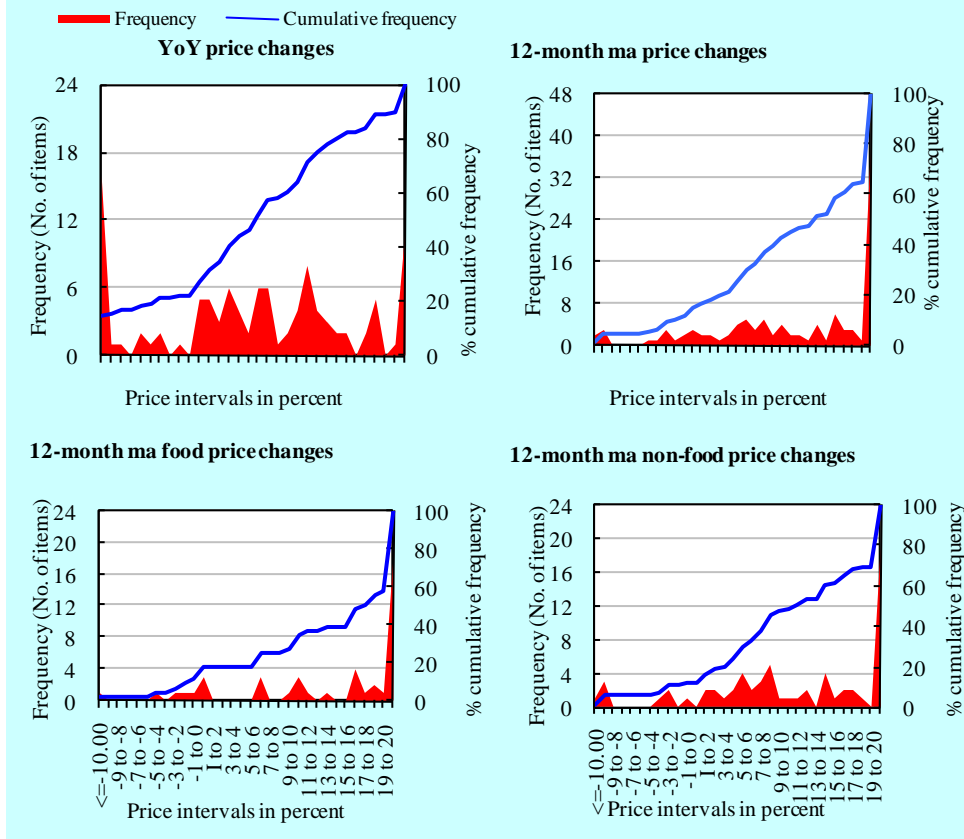 Frequency
Cumulative frequency
YoY price changes
24
18
12
6
0
100
80
60
40
20
0
Frequency (No. of items)
% cumulative frequency
Price intervals in percent
12-month ma price changes
48
40
32
24
16
8
0
100
80
60
40
20
0
Frequency (No. of items)
% cumulative frequency
Price intervals in percent
12-month ma food price changes
24
20
16
12
8
4
0
100
80
60
40
20
0
Frequency (No. of items)
% cumulative frequency
<=-10.00
-9 to -8
-7 to -6
-5 to -4
-3 to -2
-1 to 0
1 to 2
3 to 4
5 to 6
7 to 8
9 to 10
11 to 12
13 to 14
15 to 16
17 to 18
19 to 20
Price intervals in percent
12-month ma non-food price changes
24
20
16
12
8
4
0
100
80
60
40
20
0
Frequency (No. of items)
% cumulative frequency
<=-10.00
-9 to -8
-7 to -6
-5 to -4
-3 to -2
-1 to 0
1 to 2
3 to 4
5 to 6
7 to 8
9 to 10
11 to 12
13 to 14
15 to 16
17 to 18
19 to 20
Price intervals in percent